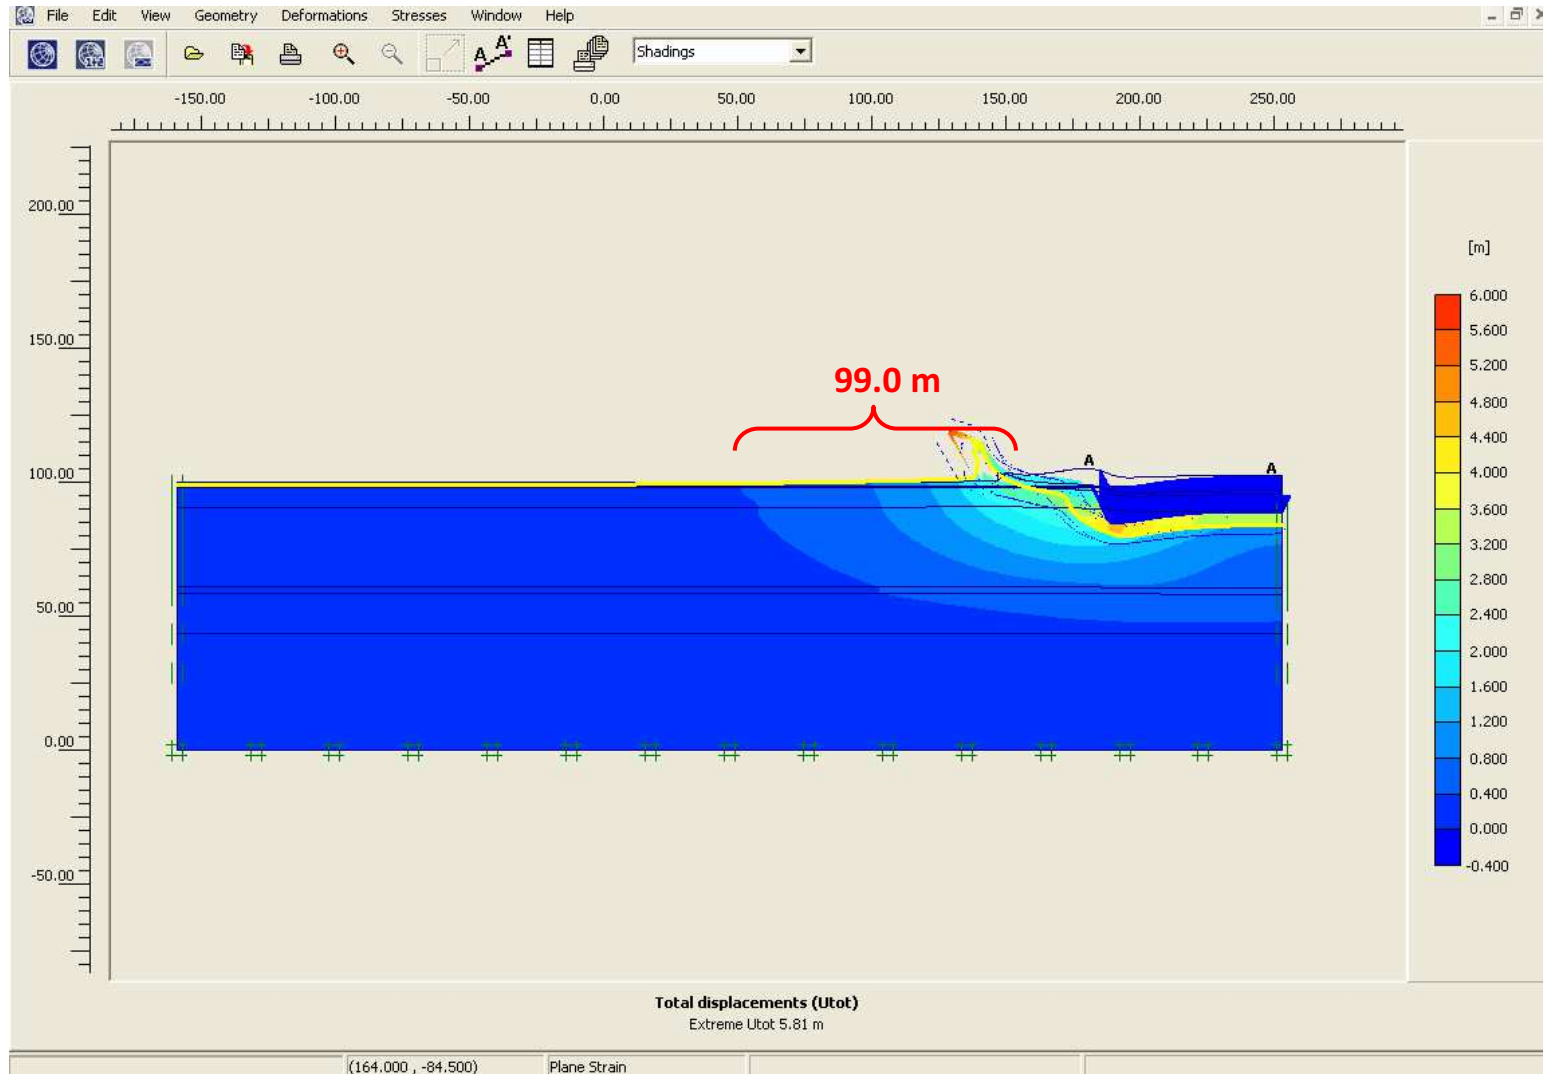 File Edit View Geometry Deformations Stresses Window Help
A A' Shadings
-150.00 -100.00 -50.00 0.00 50.00 100.00 150.00 200.00 250.00
200.00
150.00
100.00
50.00
0.00
-50.00
99.0 m
A
A
[m]
6.000
5.600
5.200
4.800
4.400
4.000
3.600
3.200
2.800
2.400
2.000
1.600
1.200
0.800
0.400
0.000
-0.400
Total displacements (Utot)
Extreme Utot 5.81 m
(164.000 , -84.500) Plane Strain